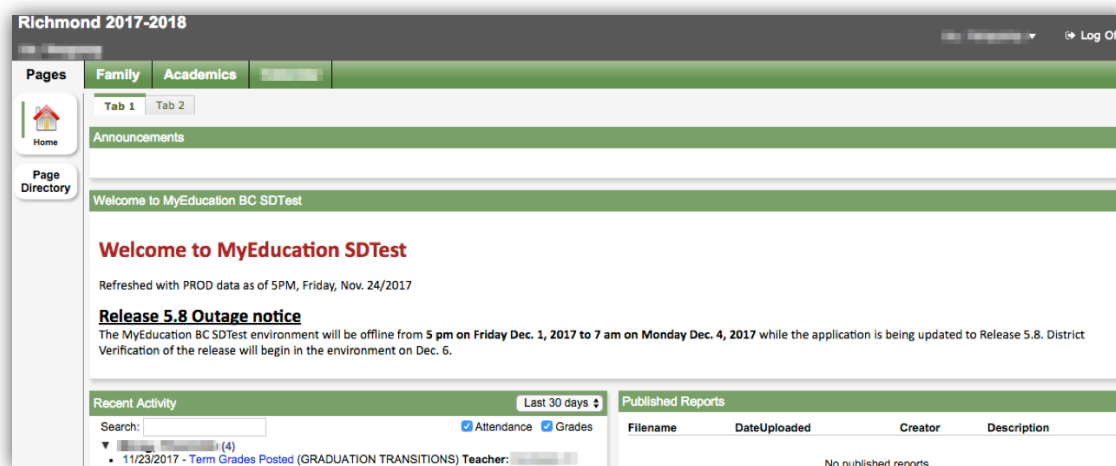 Richmond 2017-2018
Log Of
Pages Family Academics
Tab 1 Tab 2
Home
Announcements
Page Directory
Welcome to MyEducation BC SDTest
Welcome to MyEducation SDTest
Refreshed with PROD data as of 5PM, Friday, Nov. 24/2017
Release 5.8 Outage notice
The MyEducation BC SDTest environment will be offline from 5 pm on Friday Dec. 1, 2017 to 7 am on Monday Dec. 4, 2017 while the application is being updated to Release 5.8. District
Verification of the release will begin in the environment on Dec. 6.
Recent Activity Last 30 days
Published Reports
Search: Attendance Grades
Filename DateUploaded Creator Description
(4)
11/23/2017 - Term Grades Posted (GRADUATION TRANSITIONS) Teacher:
No published reports